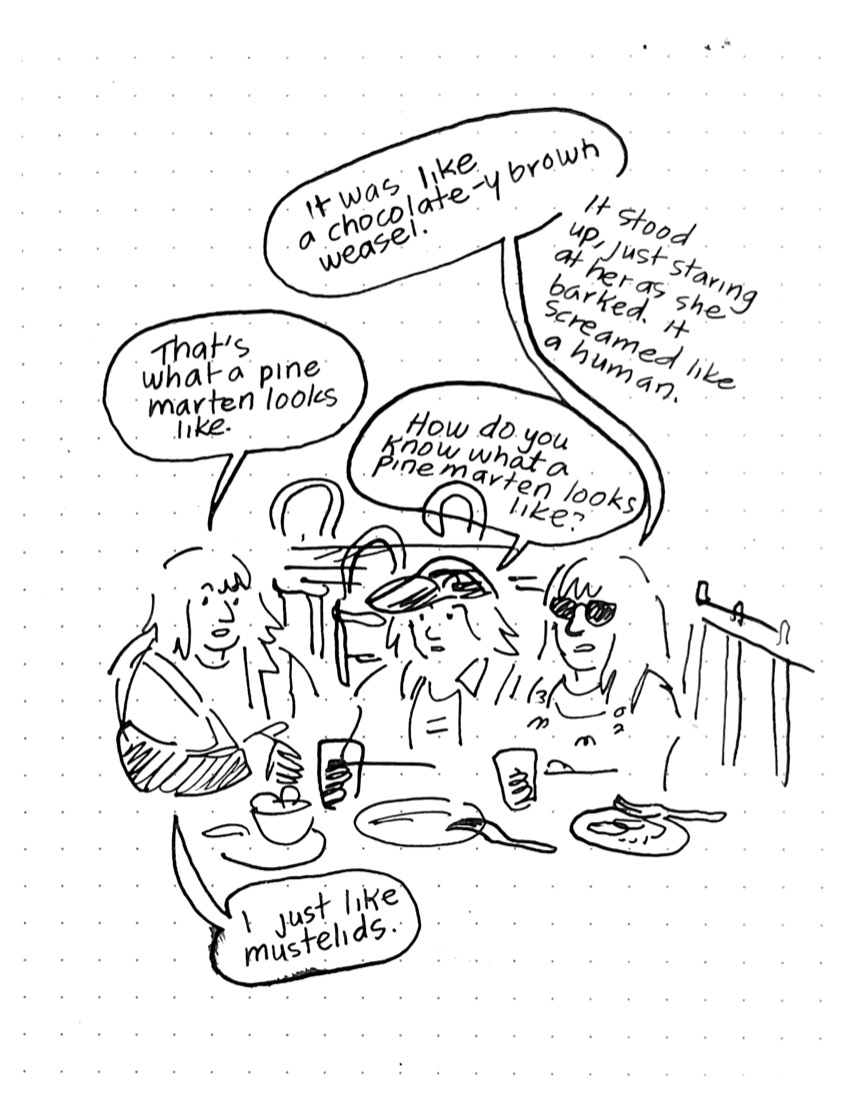 It was like
a chocolate-y brown
weasel.
It stood
up, just staring
at her as she
barked. It
screamed like
a human.
That's
what a pine
marten looks
like.
How do you
know what a
pine marten looks
like?
I just like
mustelids.